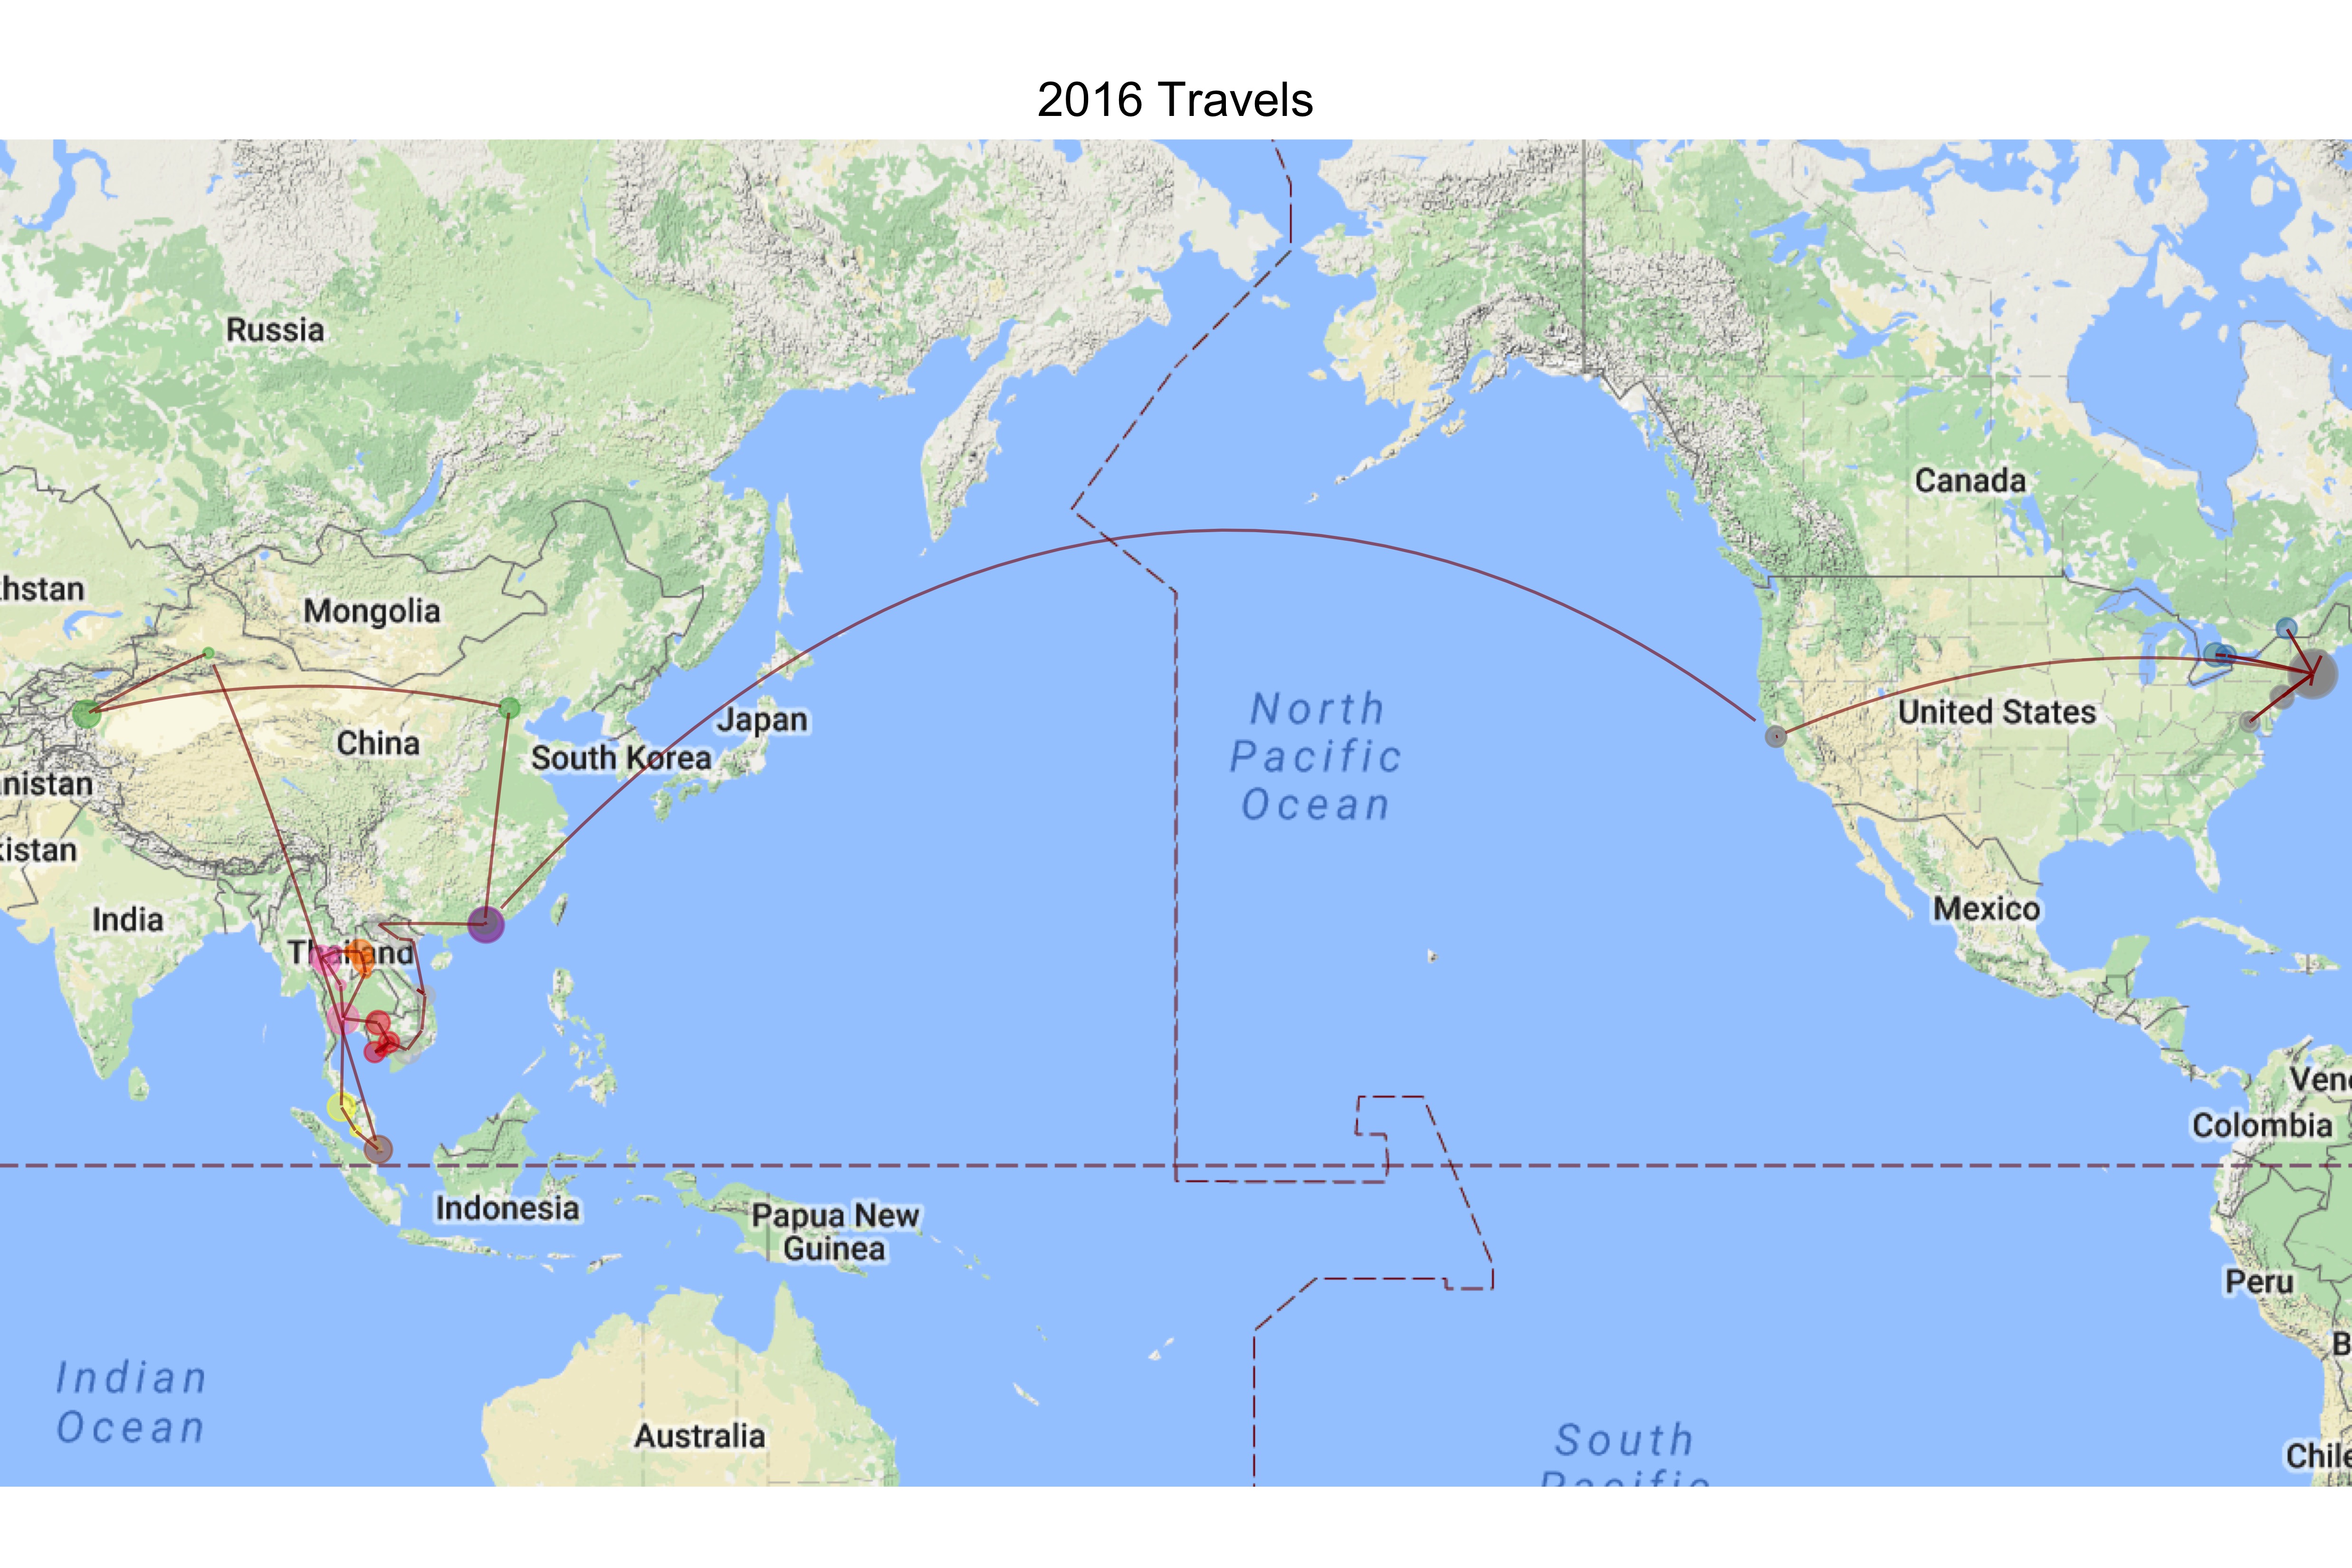 2016 Travels
Russia
Canada
hstan
Mongolia
North
Pacific
Ocean
Japan
United States
China
South Korea
nistan
kistan
India
Mexico
Thailand
Vene
Colombia
Indonesia
Papua New
Guinea
Peru
B
Indian
Ocean
Australia
South
Pacific
Chile